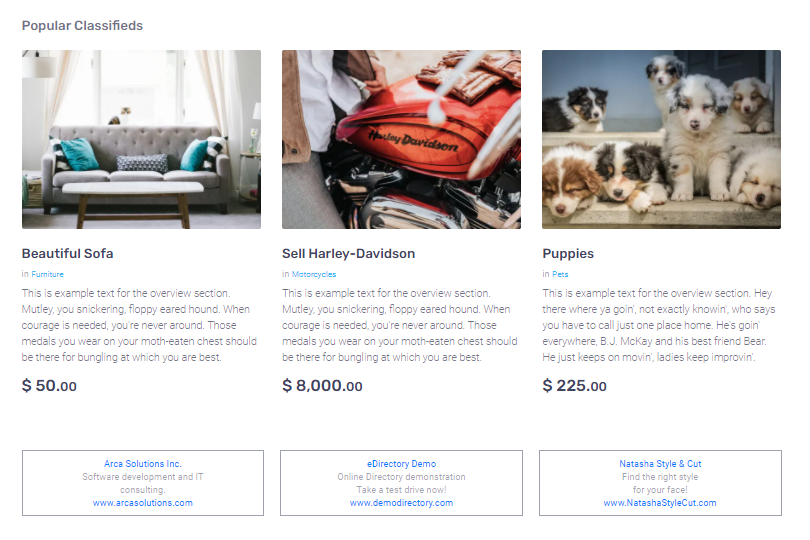 Popular Classifieds
Harley-Davidson
Beautiful Sofa
in Furniture
This is example text for the overview section.
Mutley, you snickering, floppy eared hound. When
courage is needed, you're never around. Those
medals you wear on your moth-eaten chest should
be there for bungling at which you are best.
$ 50.00
Sell Harley-Davidson
in Motorcycles
This is example text for the overview section.
Mutley, you snickering, floppy eared hound. When
courage is needed, you're never around. Those
medals you wear on your moth-eaten chest should
be there for bungling at which you are best.
$ 8,000.00
Puppies
in Pets
This is example text for the overview section. Hey
there where ya goin', not exactly knowin', who says
you have to call just one place home. He's goin'
everywhere, B.J. McKay and his best friend Bear.
He just keeps on movin', ladies keep improvin'.
$ 225.00
Arca Solutions Inc.
Software development and IT
consulting.
www.arcasolutions.com
eDirectory Demo
Online Directory demonstration
Take a test drive now!
www.demodirectory.com
Natasha Style & Cut
Find the right style
for your face!
www.NatashaStyleCut.com